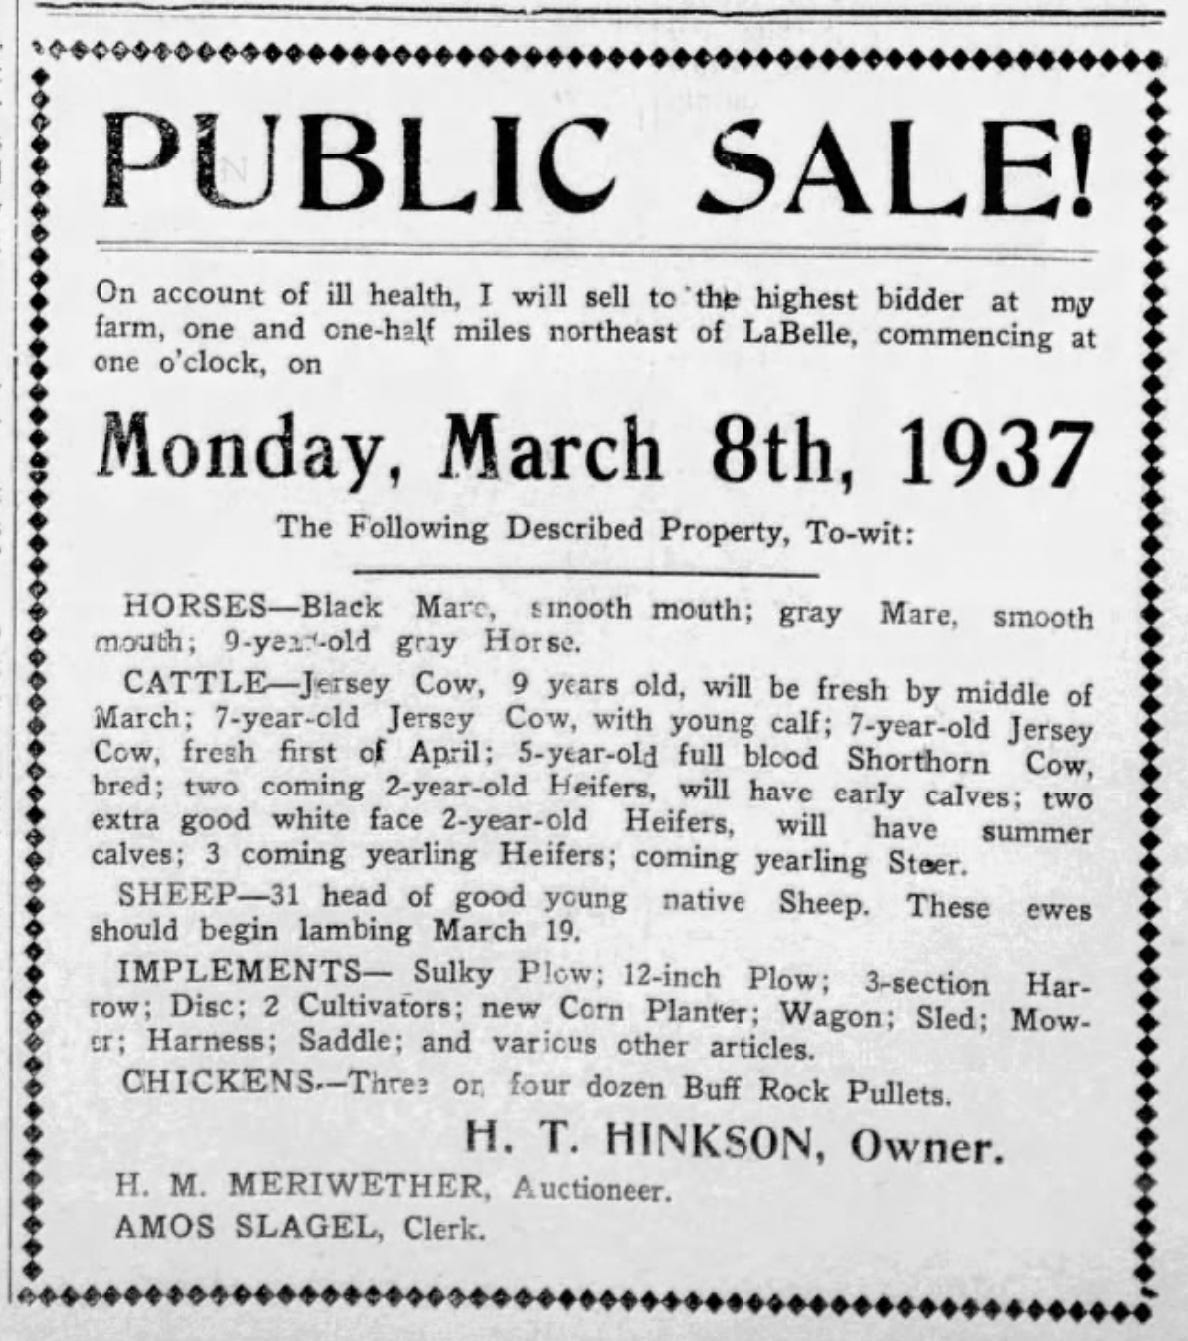 PUBLIC SALE!
On account of ill health, I will sell to the highest bidder at my
farm, one and one-half miles northeast of LaBelle, commencing at
one o'clock, on
Monday, March 8th, 1937
The Following Described Property, To-wit:
HORSES—Black Mare, smooth mouth; gray Mare, smooth
mouth; 9-year-old gray Horse.
CATTLE—Jersey Cow, 9 years old, will be fresh by middle of
March; 7-year-old Jersey Cow, with young calf; 7-year-old Jersey
Cow, fresh first of April; 5-year-old full blood Shorthorn Cow,
bred; two coming 2-year-old Heifers, will have early calves; two
extra good white face 2-year-old Heifers, will have summer
calves; 3 coming yearling Heifers; coming yearling Steer.
SHEEP—31 head of good young native Sheep. These ewes
should begin lambing March 19.
IMPLEMENTS— Sulky Plow; 12-inch Plow; 3-section Har-
row; Disc; 2 Cultivators; new Corn Planter; Wagon; Sled; Mow-
er; Harness; Saddle; and various other articles.
CHICKENS.—Three or four dozen Buff Rock Pullets.
H. T. HINKSON, Owner.
H. M. MERIWETHER, Auctioneer.
AMOS SLAGEL, Clerk.